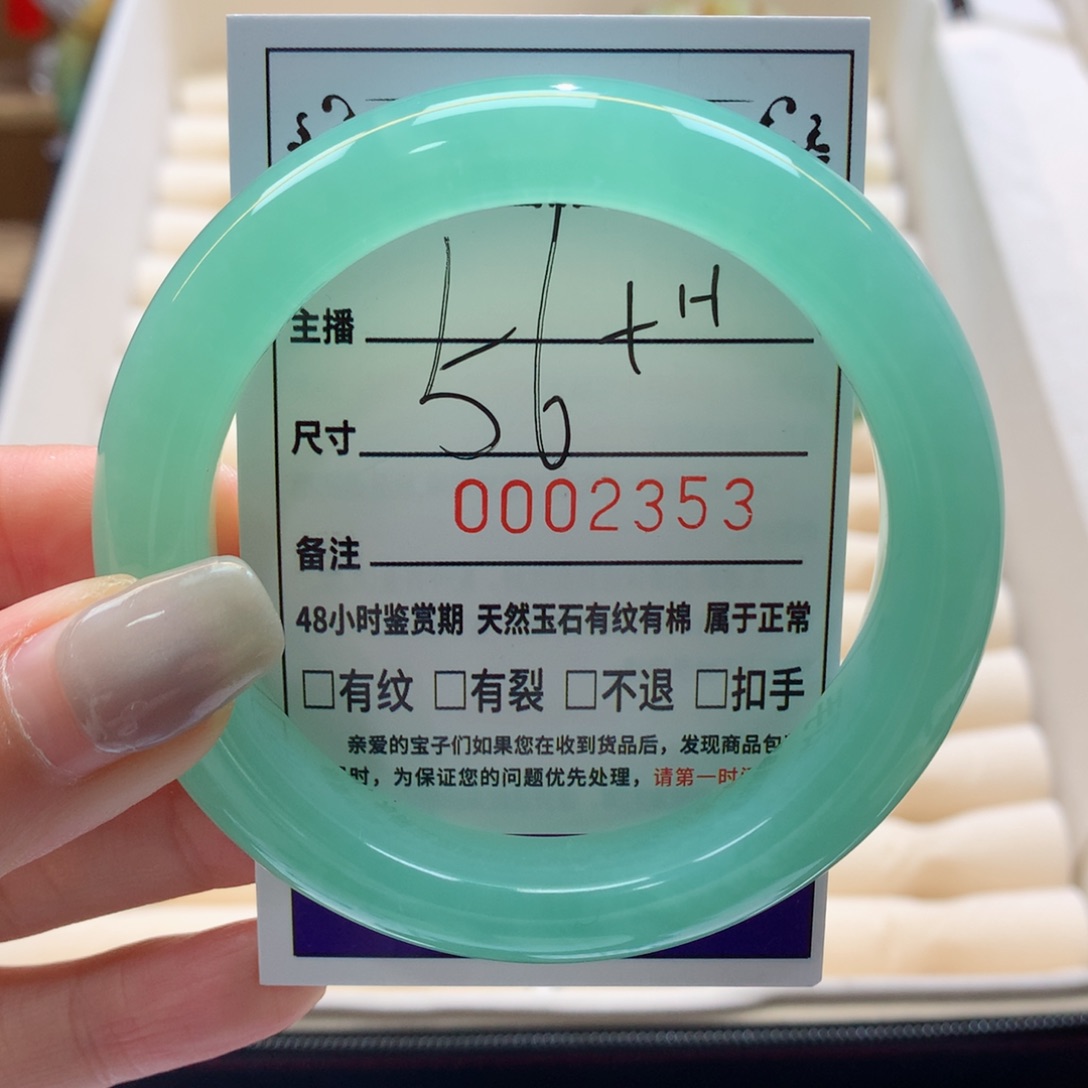 主播
56+H
尺寸
0002353
备注
48小时鉴赏期 天然玉石有纹有棉 属于正常
□有纹 □有裂 □不退 □扣手
亲爱的宝子们如果您在收到货品后，发现商品包
时，为保证您的问题优先处理，请第一时